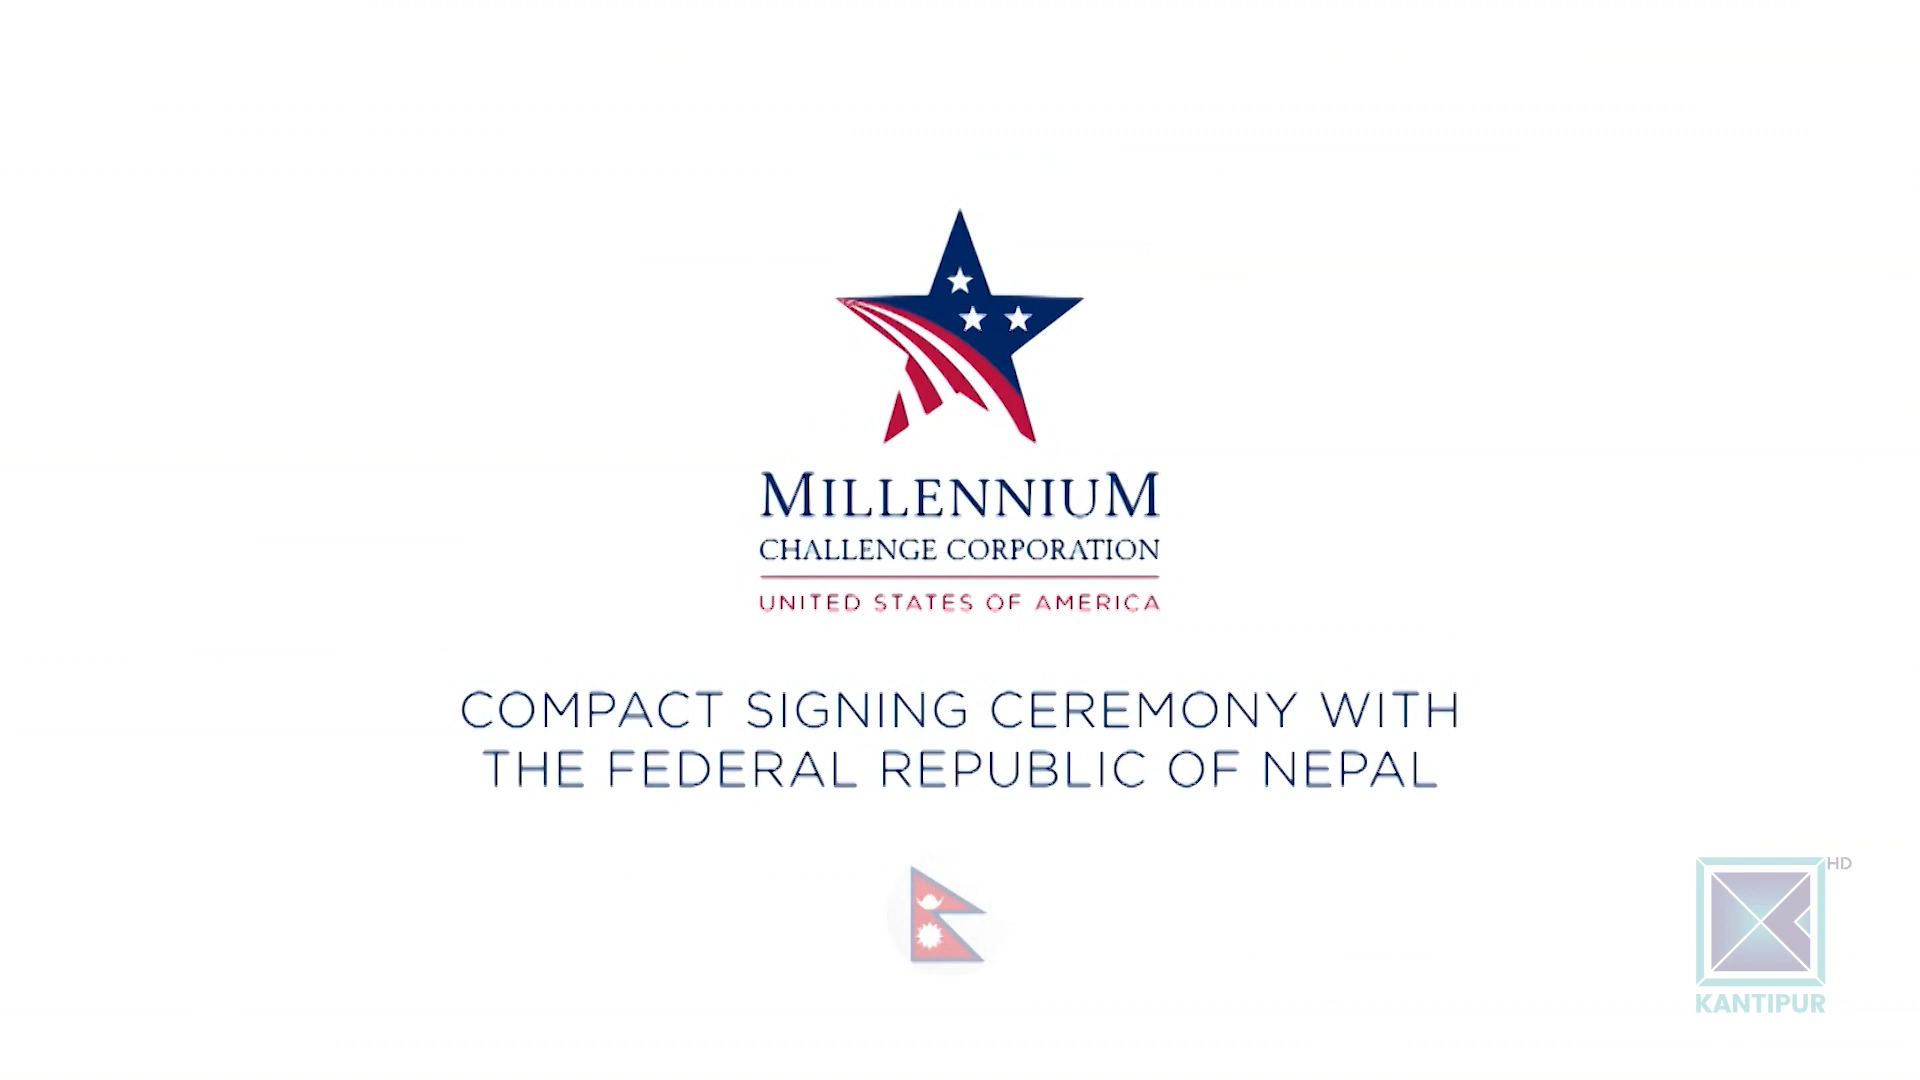 MILLENNIUM
CHALLENGE CORPORATION
UNITED STATES OF AMERICA
COMPACT SIGNING CEREMONY WITH
THE FEDERAL REPUBLIC OF NEPAL
HD
KANTIPUR